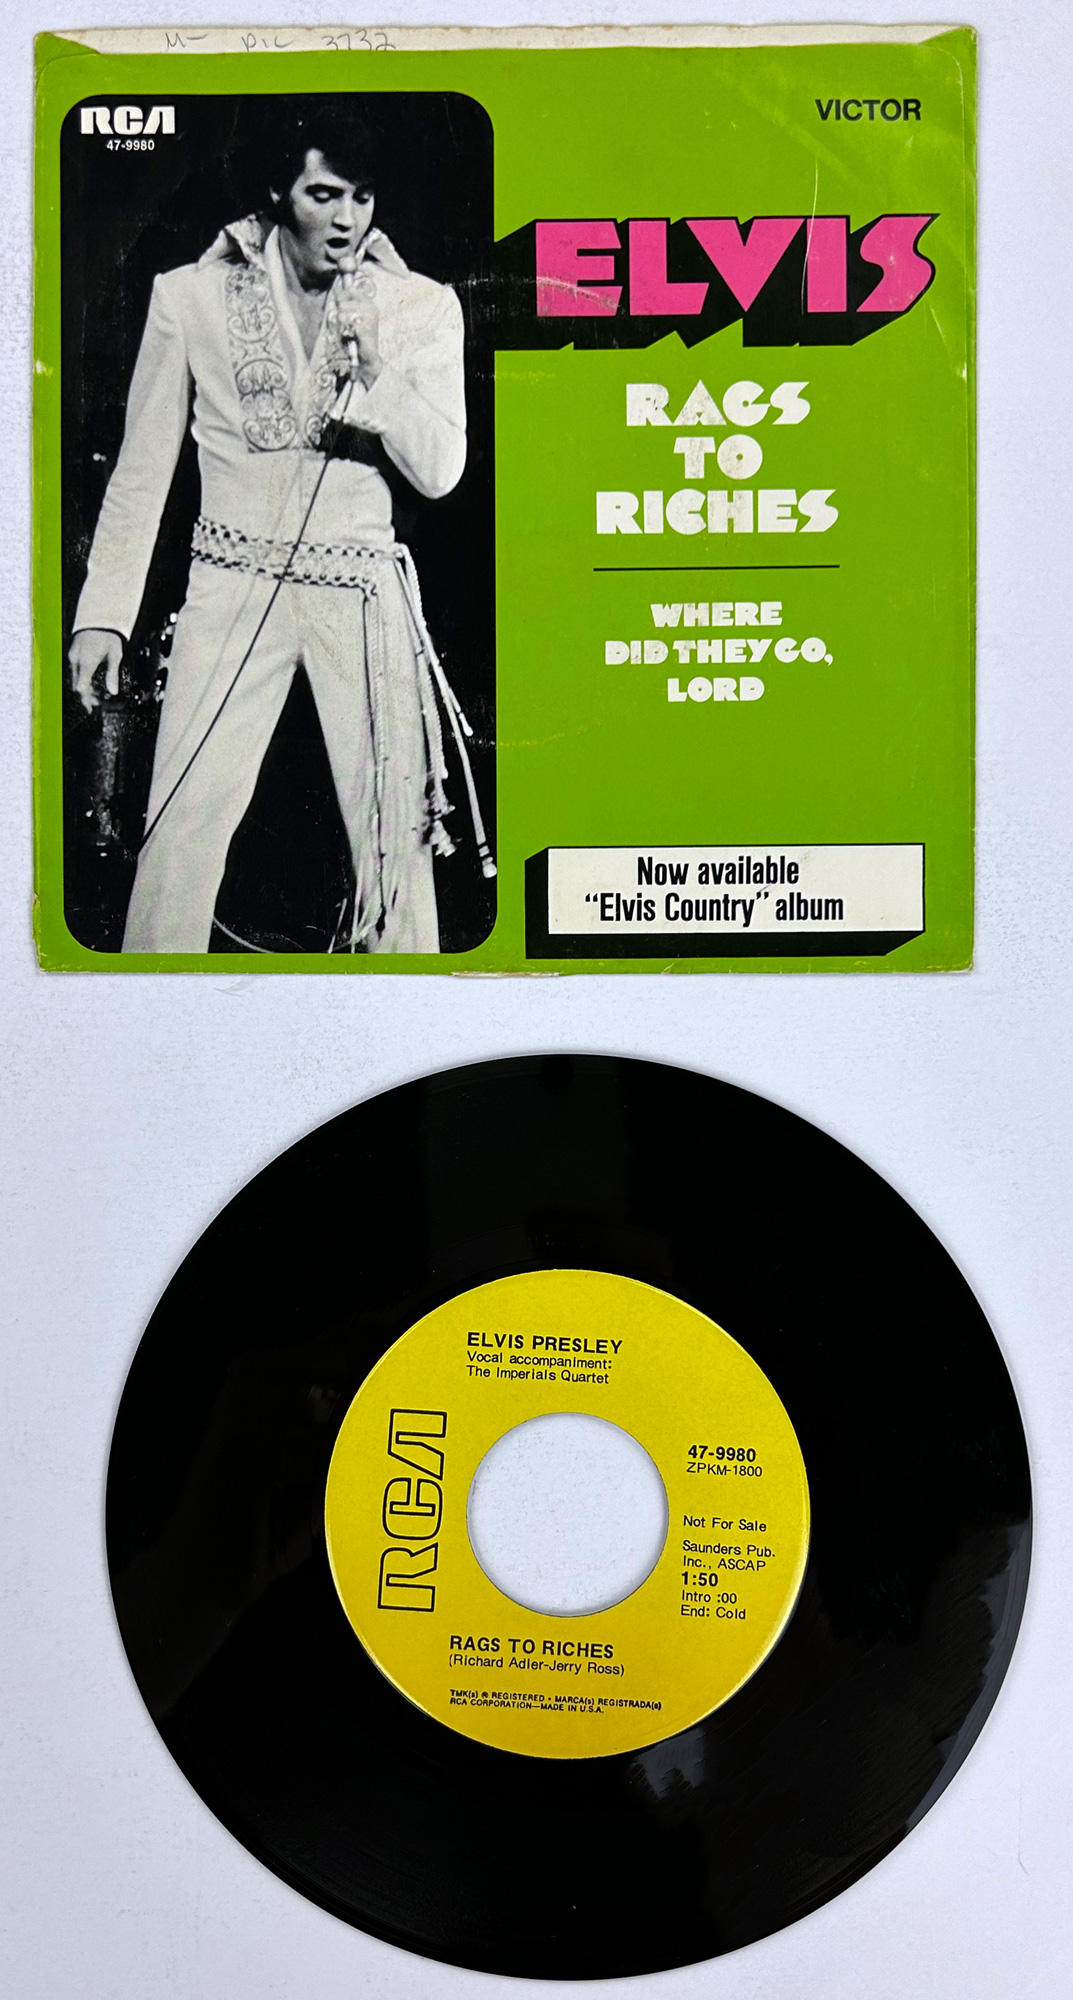 M- PIC 3732
RCA
47-9980
VICTOR
ELVIS
RAGS
TO
RICHES
WHERE
DID THEY GO,
LORD
Now available
“Elvis Country” album
ELVIS PRESLEY
Vocal accompaniment:
The Imperials Quartet
RCA
47-9980
ZPKM-1800
Not For Sale
Saunders Pub.
Inc., ASCAP
1:50
Intro :00
End: Cold
RAGS TO RICHES
(Richard Adler-Jerry Ross)
TMK(s) ® REGISTERED • MARCA(s) REGISTRADA(s)
RCA CORPORATION—MADE IN U.S.A.